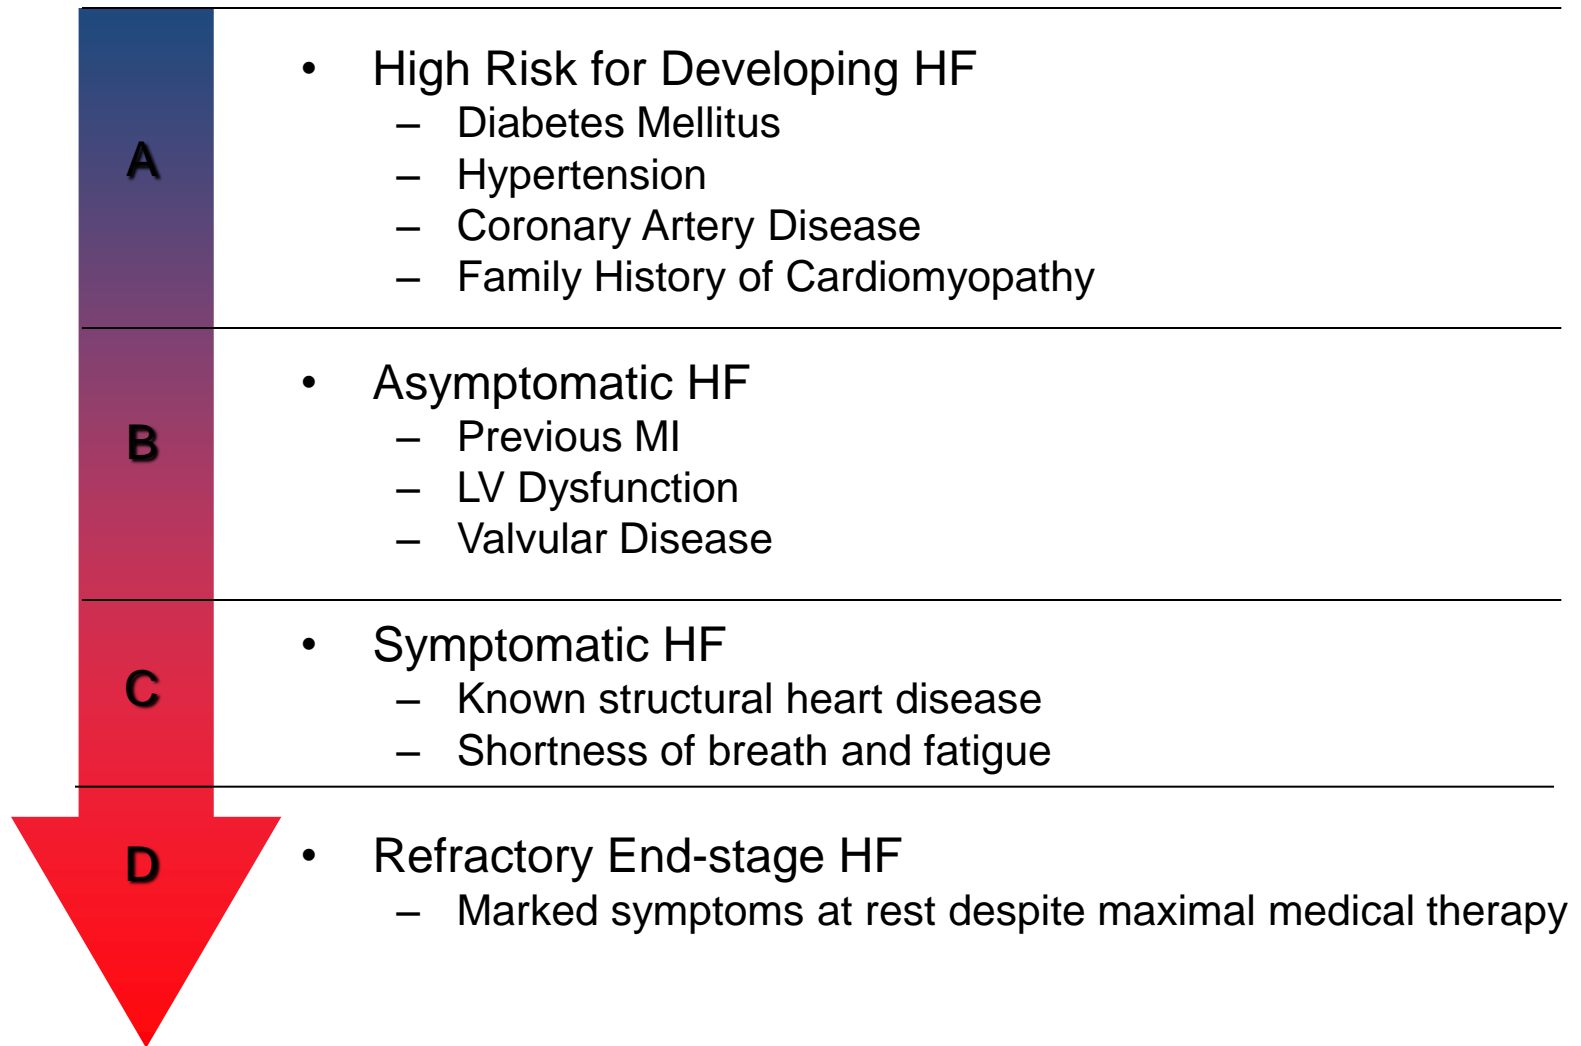 A
• High Risk for Developing HF
– Diabetes Mellitus
– Hypertension
– Coronary Artery Disease
– Family History of Cardiomyopathy
B
• Asymptomatic HF
– Previous MI
– LV Dysfunction
– Valvular Disease
C
• Symptomatic HF
– Known structural heart disease
– Shortness of breath and fatigue
D
• Refractory End-stage HF
– Marked symptoms at rest despite maximal medical therapy